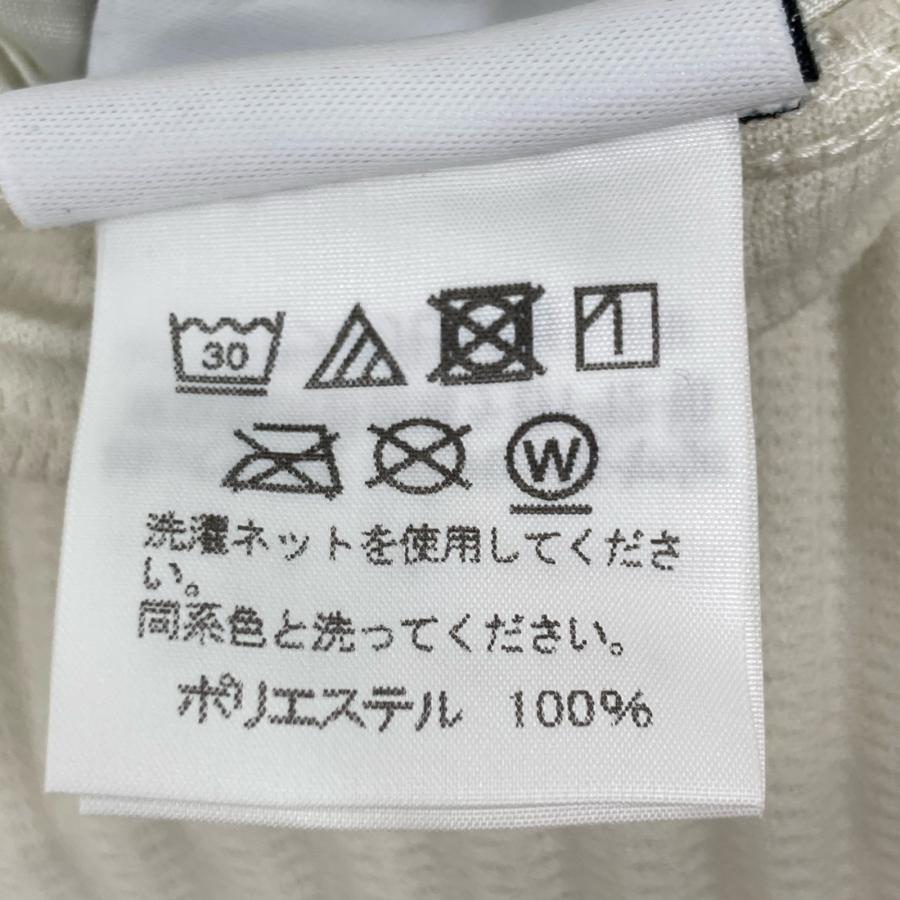 30
W
洗濯ネットを使用してくださ
い。
同系色と洗ってください。
ポリエステル 100%